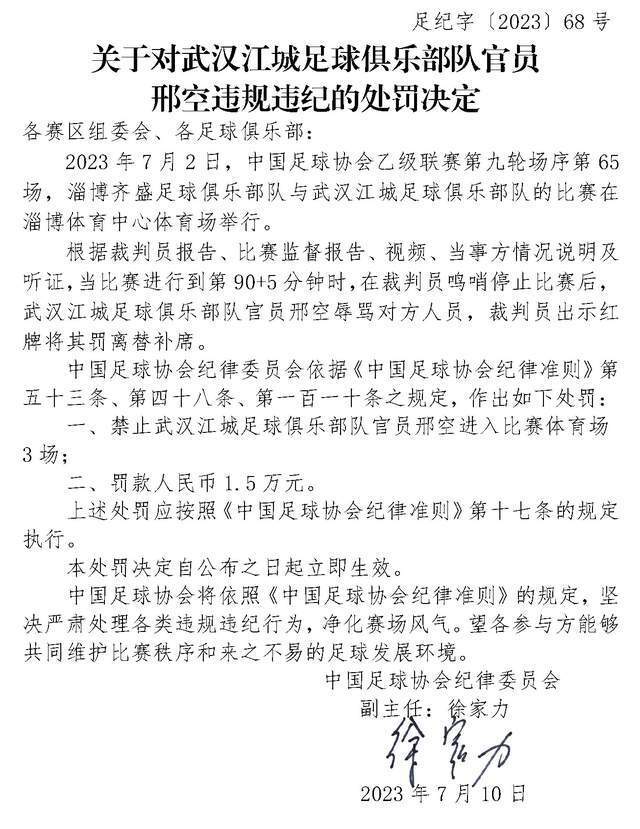 足纪字〔2023〕68 号
关于对武汉江城足球俱乐部队官员
邢空违规违纪的处罚决定
各赛区组委会、各足球俱乐部：
2023 年 7 月 2 日，中国足球协会乙级联赛第九轮场序第 65
场，淄博齐盛足球俱乐部队与武汉江城足球俱乐部队的比赛在
淄博体育中心体育场举行。
根据裁判员报告、比赛监督报告、视频、当事方情况说明及
听证，当比赛进行到第 90+5 分钟时，在裁判员鸣哨停止比赛后，
武汉江城足球俱乐部队官员邢空辱骂对方人员，裁判员出示红
牌将其罚离替补席。
中国足球协会纪律委员会依据《中国足球协会纪律准则》第
五十三条、第四十八条、第一百一十条之规定，作出如下处罚：
一、禁止武汉江城足球俱乐部队官员邢空进入比赛体育场
3 场；
二、罚款人民币 1.5 万元。
上述处罚应按照《中国足球协会纪律准则》第十七条的规定
执行。
本处罚决定自公布之日起立即生效。
中国足球协会将依照《中国足球协会纪律准则》的规定，坚
决严肃处理各类违规违纪行为，净化赛场风气。望各参与方能够
共同维护比赛秩序和来之不易的足球发展环境。
中国足球协会纪律委员会
副主任：徐家力
徐家力
2023 年 7 月 10 日